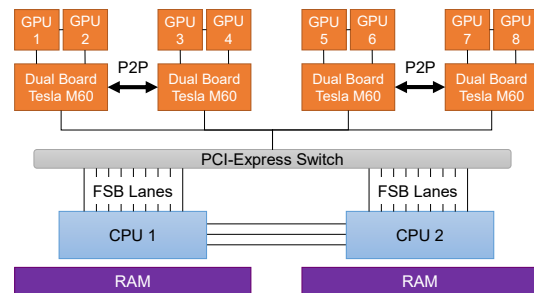 GPU 1
GPU 2
GPU 3
GPU 4
GPU 5
GPU 6
GPU 7
GPU 8
P2P
P2P
Dual Board
Tesla M60
Dual Board
Tesla M60
Dual Board
Tesla M60
Dual Board
Tesla M60
PCI-Express Switch
FSB Lanes
FSB Lanes
CPU 1
CPU 2
RAM
RAM